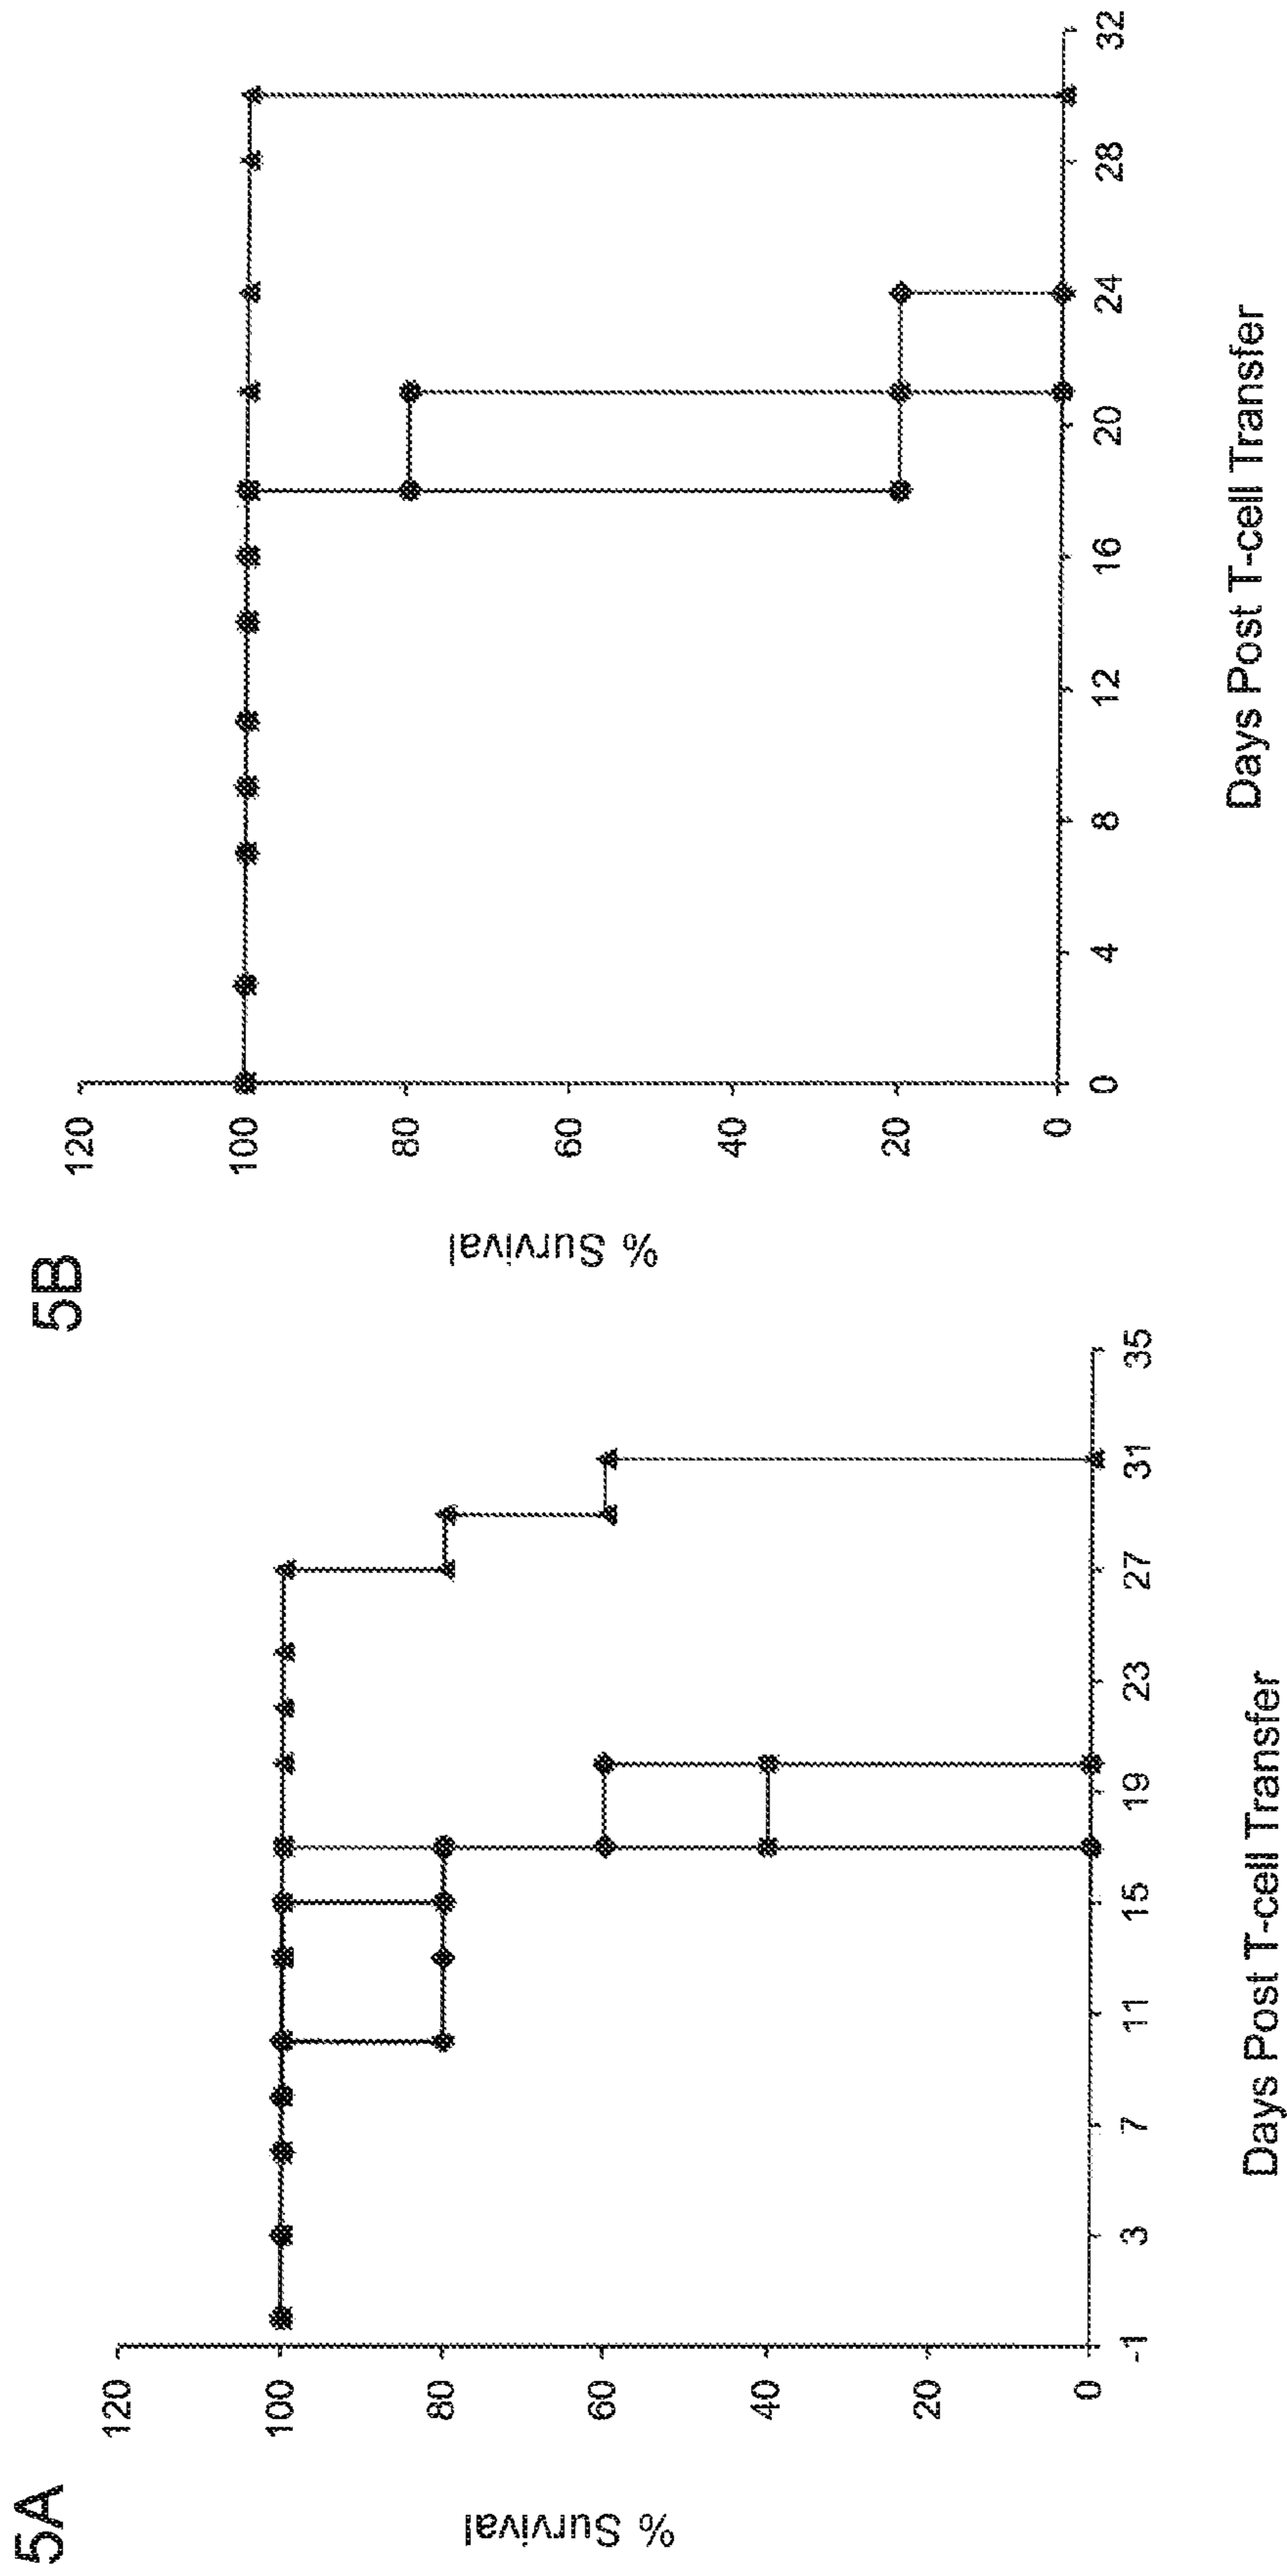 5A
% Survival
120
100
80
60
40
20
0
-1 3 7 11 15 19 23 27 31 35
Days Post T-cell Transfer
5B
% Survival
120
100
80
60
40
20
0
0 4 8 12 16 20 24 28 32
Days Post T-cell Transfer